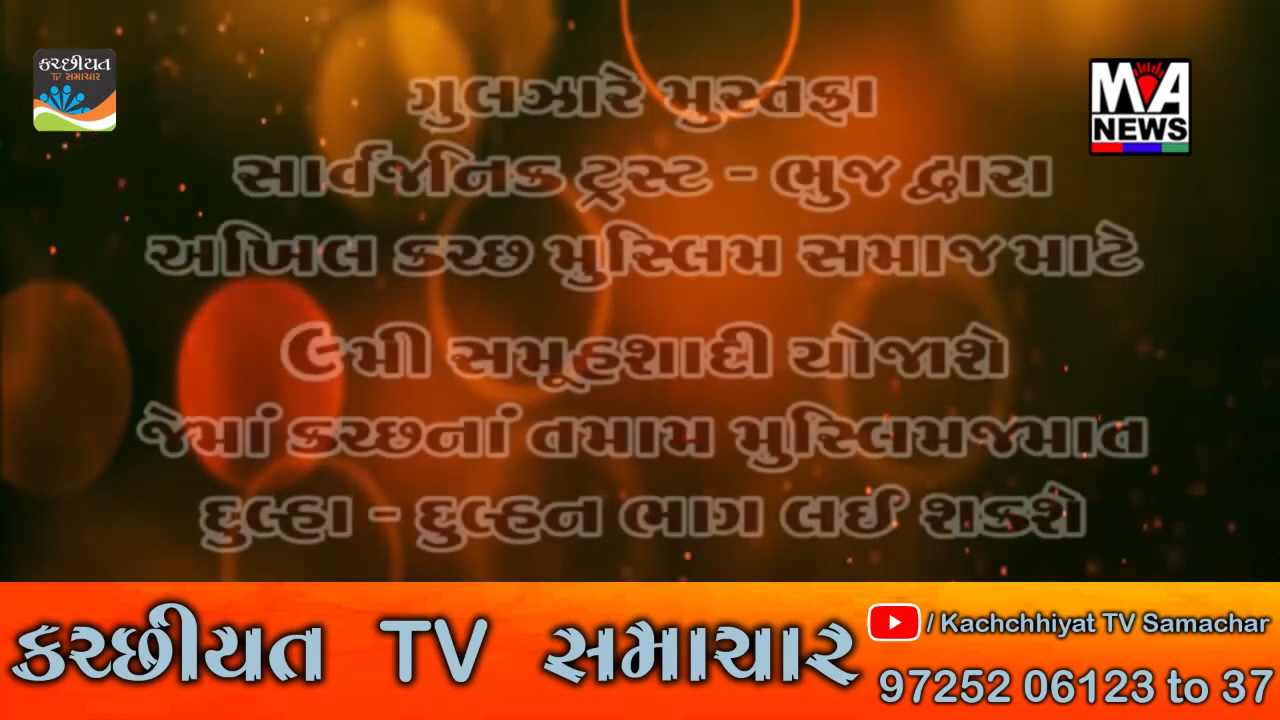 કચ્છીયત
TV સમાચાર
MA
NEWS
ગુલઝારે મુસ્તફા
સાર્વજનિક ટ્રસ્ટ - ભુજ દ્વારા
અખિલ કચ્છ મુસ્લિમ સમાજ માટે
૯મી સમૂહશાદી યોજાશે
જેમાં કચ્છનાં તમામ મુસ્લિમજમાત
દુલ્હા - દુલ્હન ભાગ લઈ શકશે
કચ્છીયત TV સમાચાર
/ Kachchhiyat TV Samachar
97252 06123 to 37